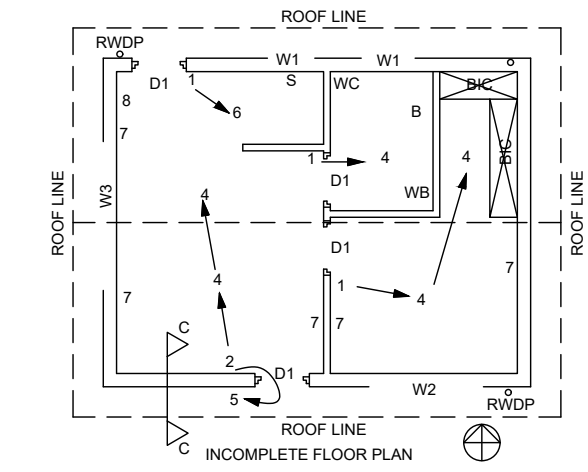 ROOF LINE
RWDP
W1 W1
D1 1 S WC BIC
8 6 B
7
1 4 4 BIC
D1
W3 4 WB
ROOF LINE ROOF LINE
D1
4 7
7 1 4
7 7
C
2 D1
5 W2
RWDP
ROOF LINE
C
INCOMPLETE FLOOR PLAN